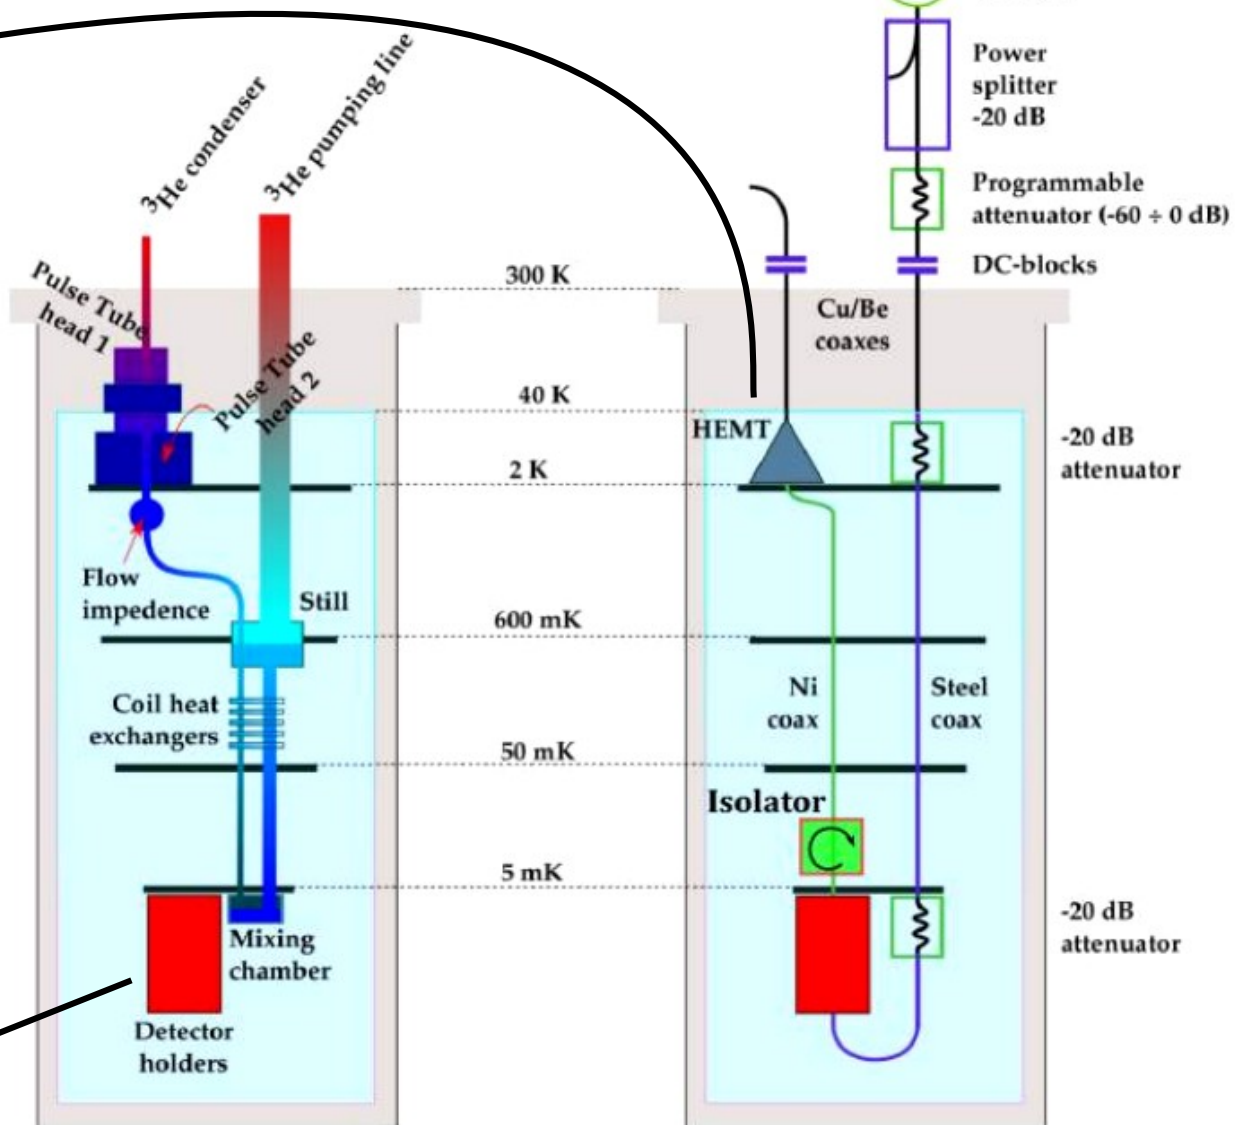 Power
splitter
-20 dB
Programmable
attenuator (-60 ÷ 0 dB)
DC-blocks
³He condenser
³He pumping line
Pulse Tube
head 1
Pulse Tube
head 2
300 K
40 K
2 K
600 mK
50 mK
5 mK
Flow
impedence
Still
Coil heat
exchangers
Mixing
chamber
Detector
holders
Cu/Be
coaxes
HEMT
-20 dB
attenuator
Ni
coax
Steel
coax
Isolator
-20 dB
attenuator